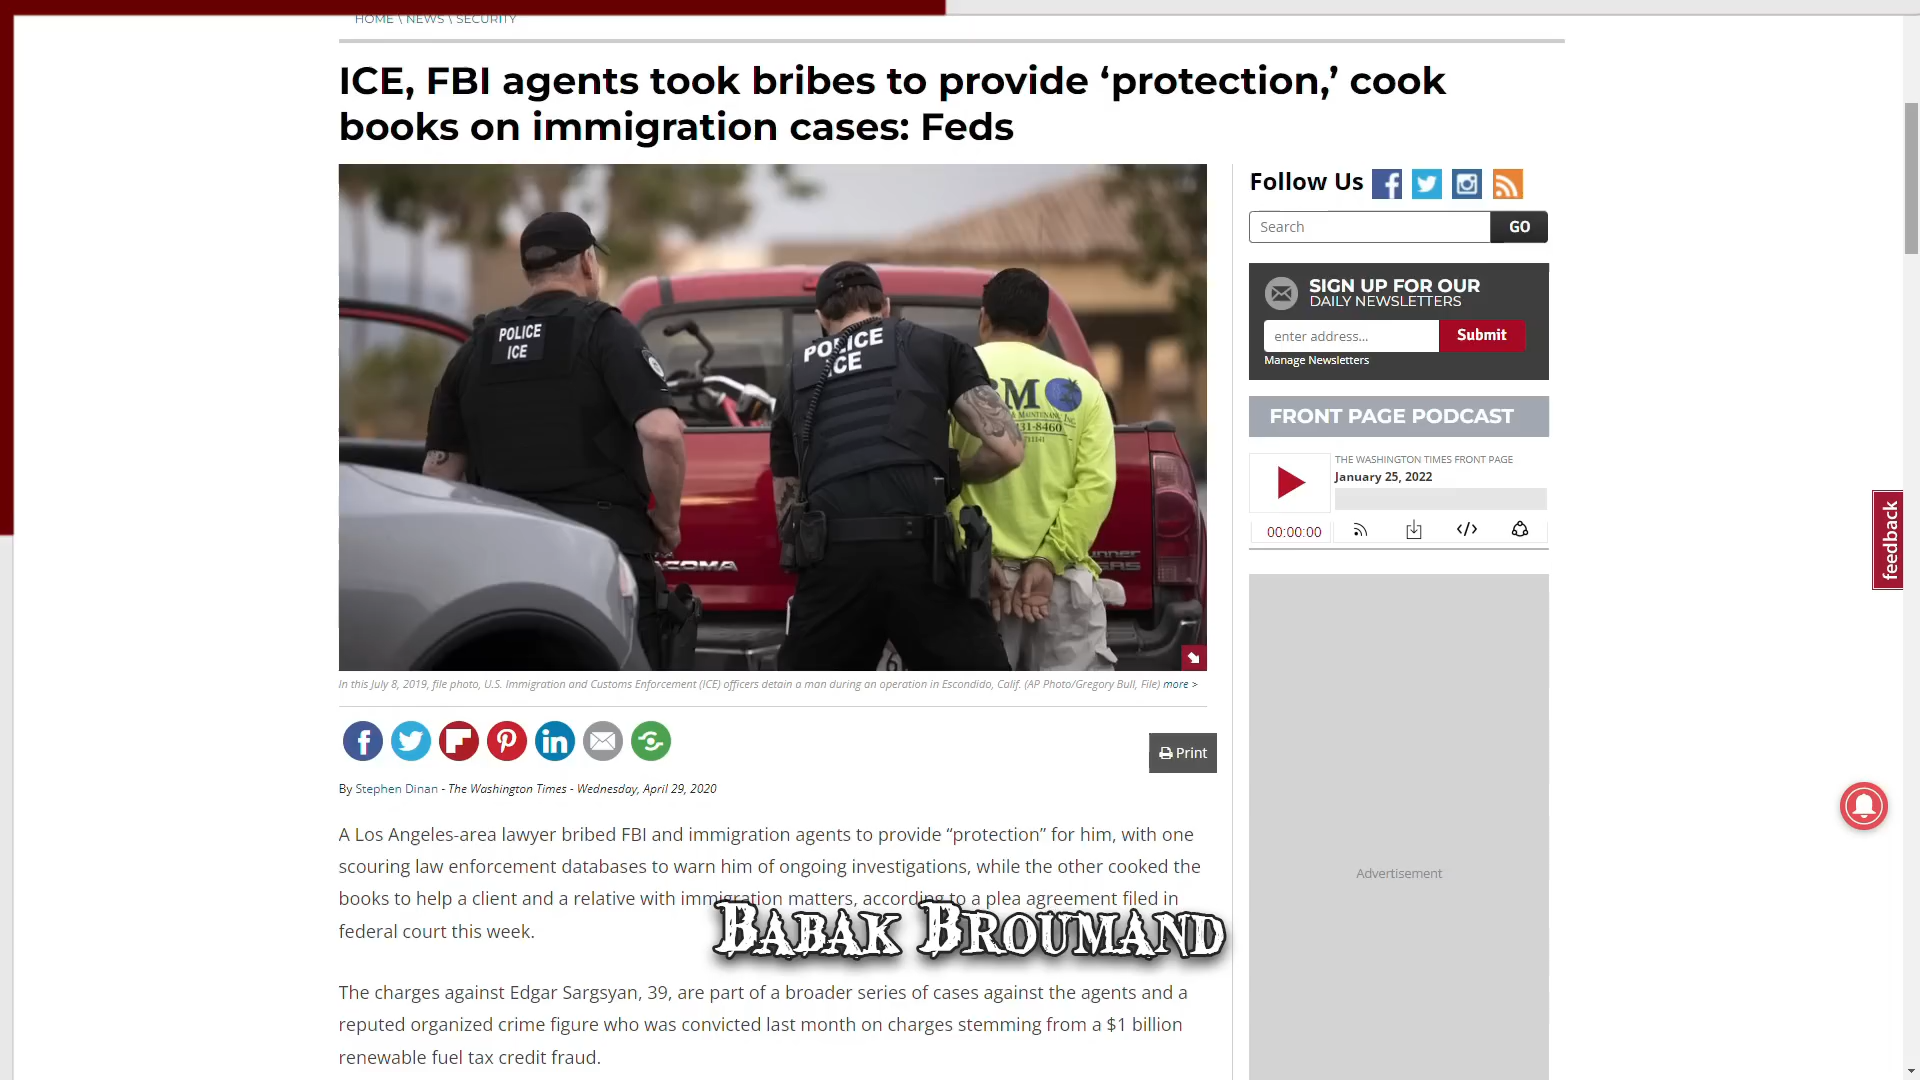 HOME \ NEWS \ SECURITY
ICE, FBI agents took bribes to provide ‘protection,’ cook
books on immigration cases: Feds
POLICE
ICE
POLICE
ICE
M
& MAINTENANCE, INC.
31-8460
TACOMA
In this July 8, 2019, file photo, U.S. Immigration and Customs Enforcement (ICE) officers detain a man during an operation in Escondido, Calif. (AP Photo/Gregory Bull, File) more >
Print
By Stephen Dinan - The Washington Times - Wednesday, April 29, 2020
A Los Angeles-area lawyer bribed FBI and immigration agents to provide “protection” for him, with one
scouring law enforcement databases to warn him of ongoing investigations, while the other cooked the
books to help a client and a relative with immigration matters, according to a plea agreement filed in
federal court this week.
Babak Broumand
The charges against Edgar Sargsyan, 39, are part of a broader series of cases against the agents and a
reputed organized crime figure who was convicted last month on charges stemming from a $1 billion
renewable fuel tax credit fraud.
Follow Us
Search
GO
SIGN UP FOR OUR
DAILY NEWSLETTERS
enter address...
Submit
Manage Newsletters
FRONT PAGE PODCAST
THE WASHINGTON TIMES FRONT PAGE
January 25, 2022
00:00:00
Advertisement
feedback